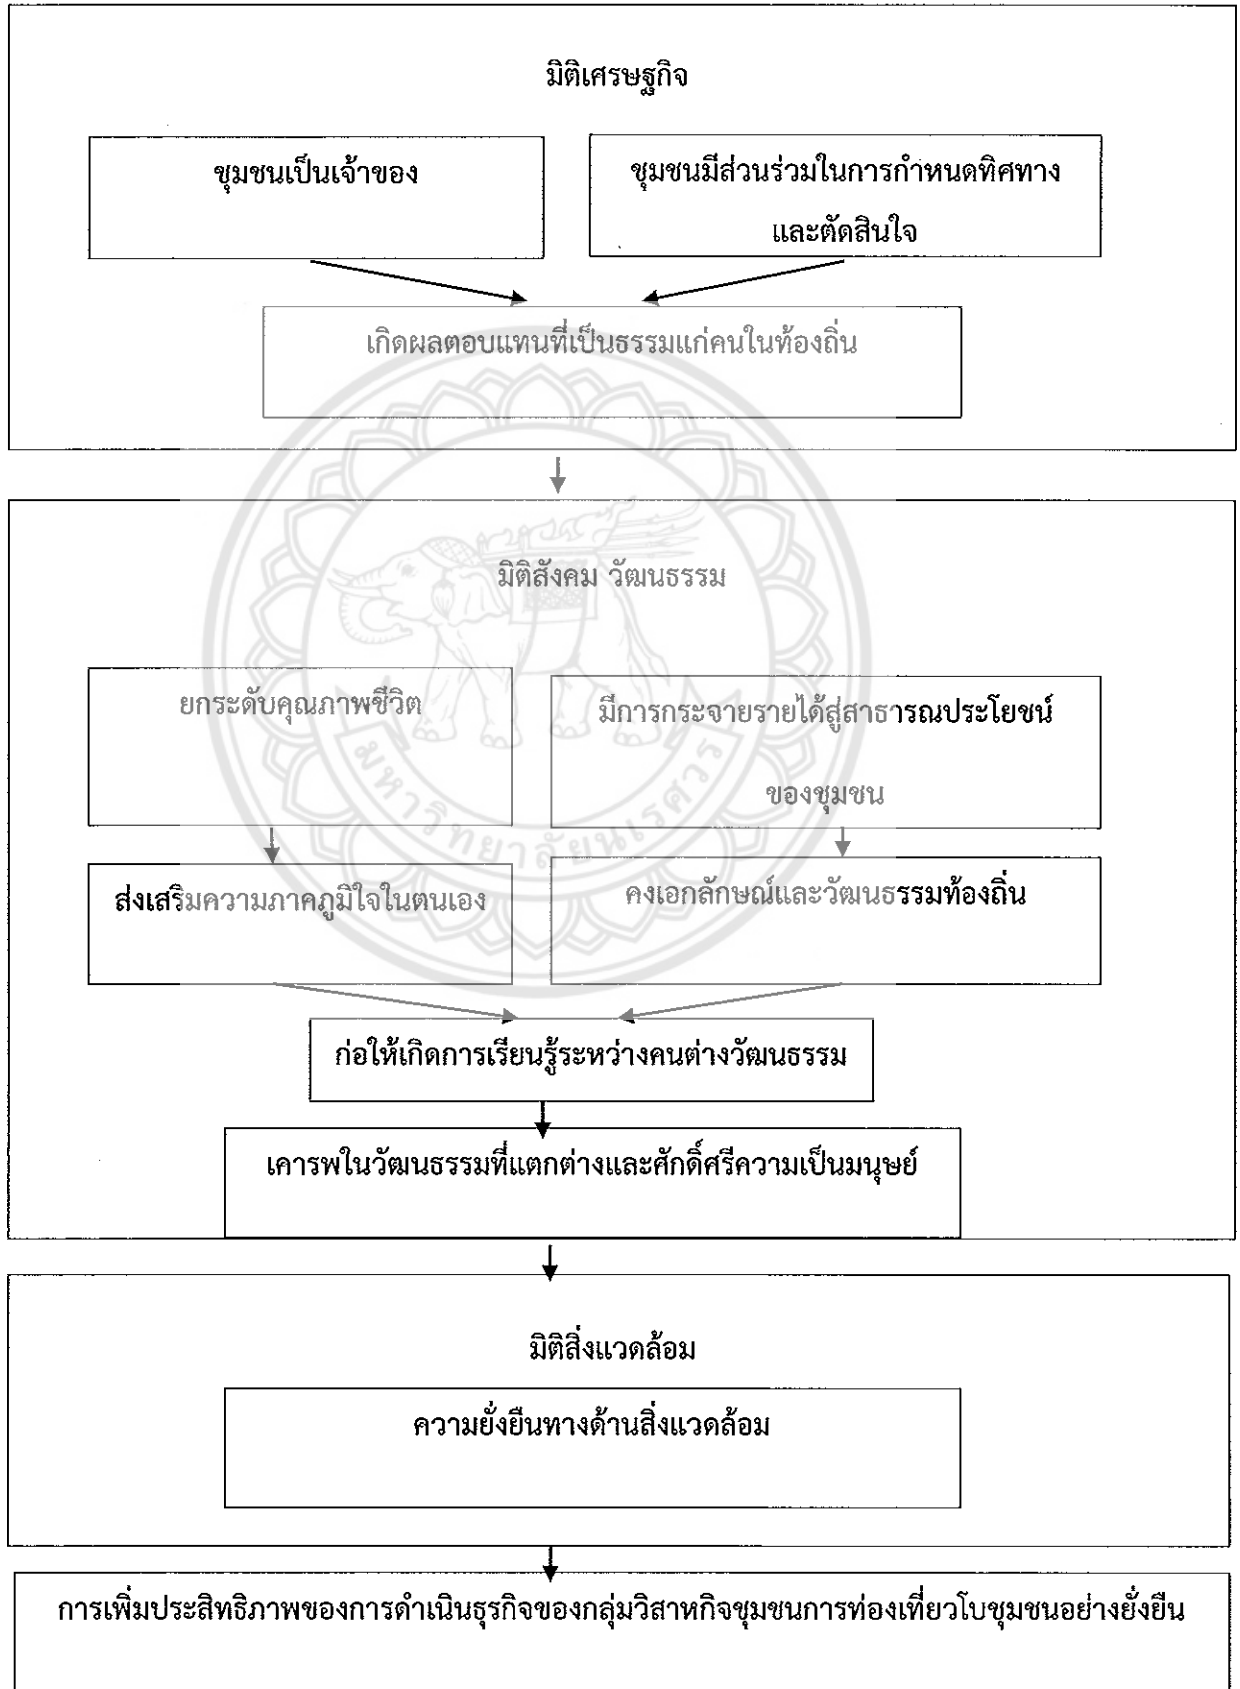 มิติเศรษฐกิจ
ชุมชนเป็นเจ้าของ
ชุมชนมีส่วนร่วมในการกำหนดทิศทาง
และตัดสินใจ
เกิดผลตอบแทนที่เป็นธรรมแก่คนในท้องถิ่น
มิติสังคม วัฒนธรรม
ยกระดับคุณภาพชีวิต
มีการกระจายรายได้สู่สาธารณประโยชน์
ของชุมชน
มหาวิทยาลัยนเรศวร
ส่งเสริมความภาคภูมิใจในตนเอง
คงเอกลักษณ์และวัฒนธรรมท้องถิ่น
ก่อให้เกิดการเรียนรู้ระหว่างคนต่างวัฒนธรรม
เคารพในวัฒนธรรมที่แตกต่างและศักดิ์ศรีความเป็นมนุษย์
มิติสิ่งแวดล้อม
ความยั่งยืนทางด้านสิ่งแวดล้อม
การเพิ่มประสิทธิภาพของการดำเนินธุรกิจของกลุ่มวิสาหกิจชุมชนการท่องเที่ยวโบชุมชนอย่างยั่งยืน